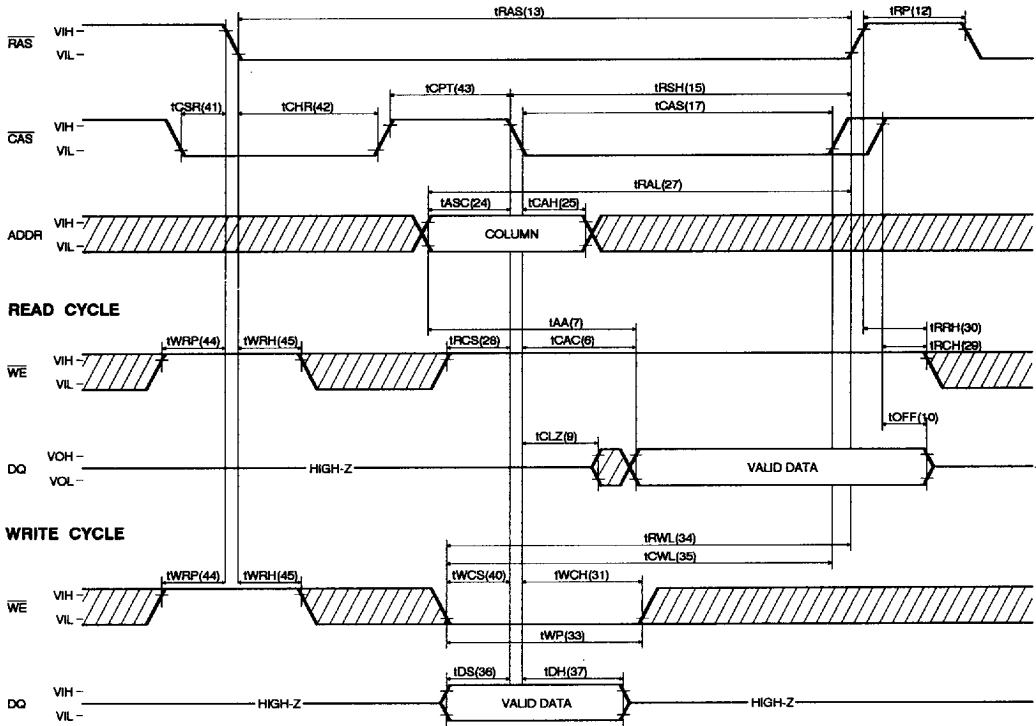 tRAS(13) tRP(12)
RAS VIH
VIL
tCSR(41) tCHR(42) tCPT(43) tRSH(15)
tCAS(17)
CAS VIH
VIL
tRAL(27)
tASC(24) tCAH(25)
ADDR VIH
VIL
COLUMN
READ CYCLE
tAA(7)
tWRP(44) tWRH(45) tRCS(28) tCAC(6) tRRH(30)
tRCH(29)
WE VIH
VIL
tOFF(10)
tCLZ(9)
DQ VOH
VOL
HIGH-Z VALID DATA
WRITE CYCLE
tRWL(34)
tCWL(35)
tWRP(44) tWRH(45) tWCS(40) tWCH(31)
WE VIH
VIL
tWP(33)
tDS(36) tDH(37)
DQ VIH
VIL
HIGH-Z VALID DATA HIGH-Z